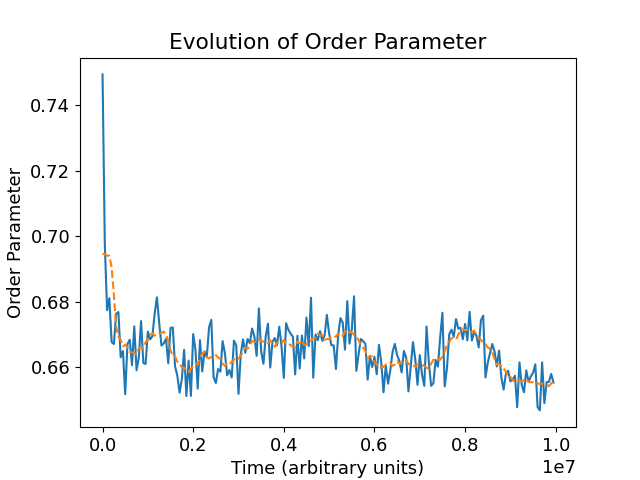 Evolution of Order Parameter
Order Parameter
0.74
0.72
0.70
0.68
0.66
0.0
0.2
0.4
0.6
0.8
1.0
1e7
Time (arbitrary units)